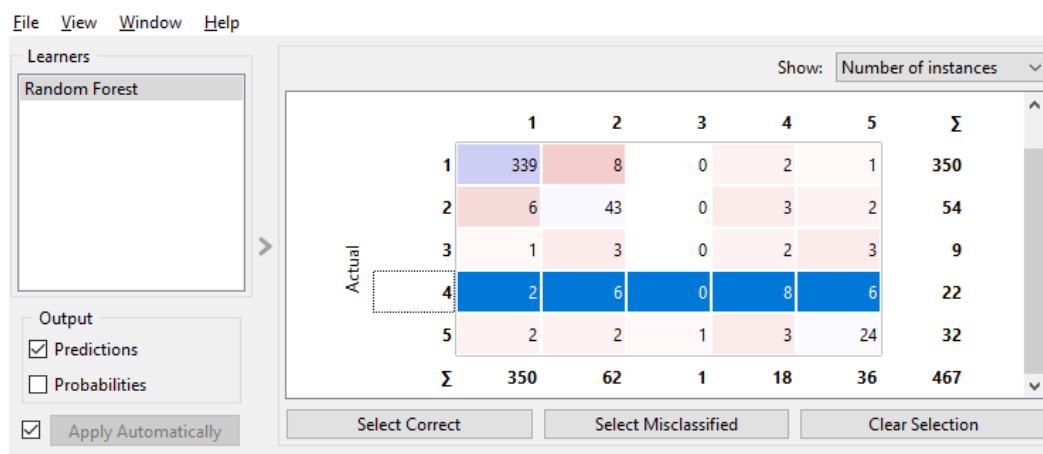 File View Window Help
Learners
Random Forest
Show: Number of instances
1 2 3 4 5 Σ
1 339 8 0 2 1 350
2 6 43 0 3 2 54
Actual
3 1 3 0 2 3 9
4 2 6 0 8 6 22
5 2 2 1 3 24 32
Σ 350 62 1 18 36 467
Output
Predictions
Probabilities
Apply Automatically
Select Correct Select Misclassified Clear Selection